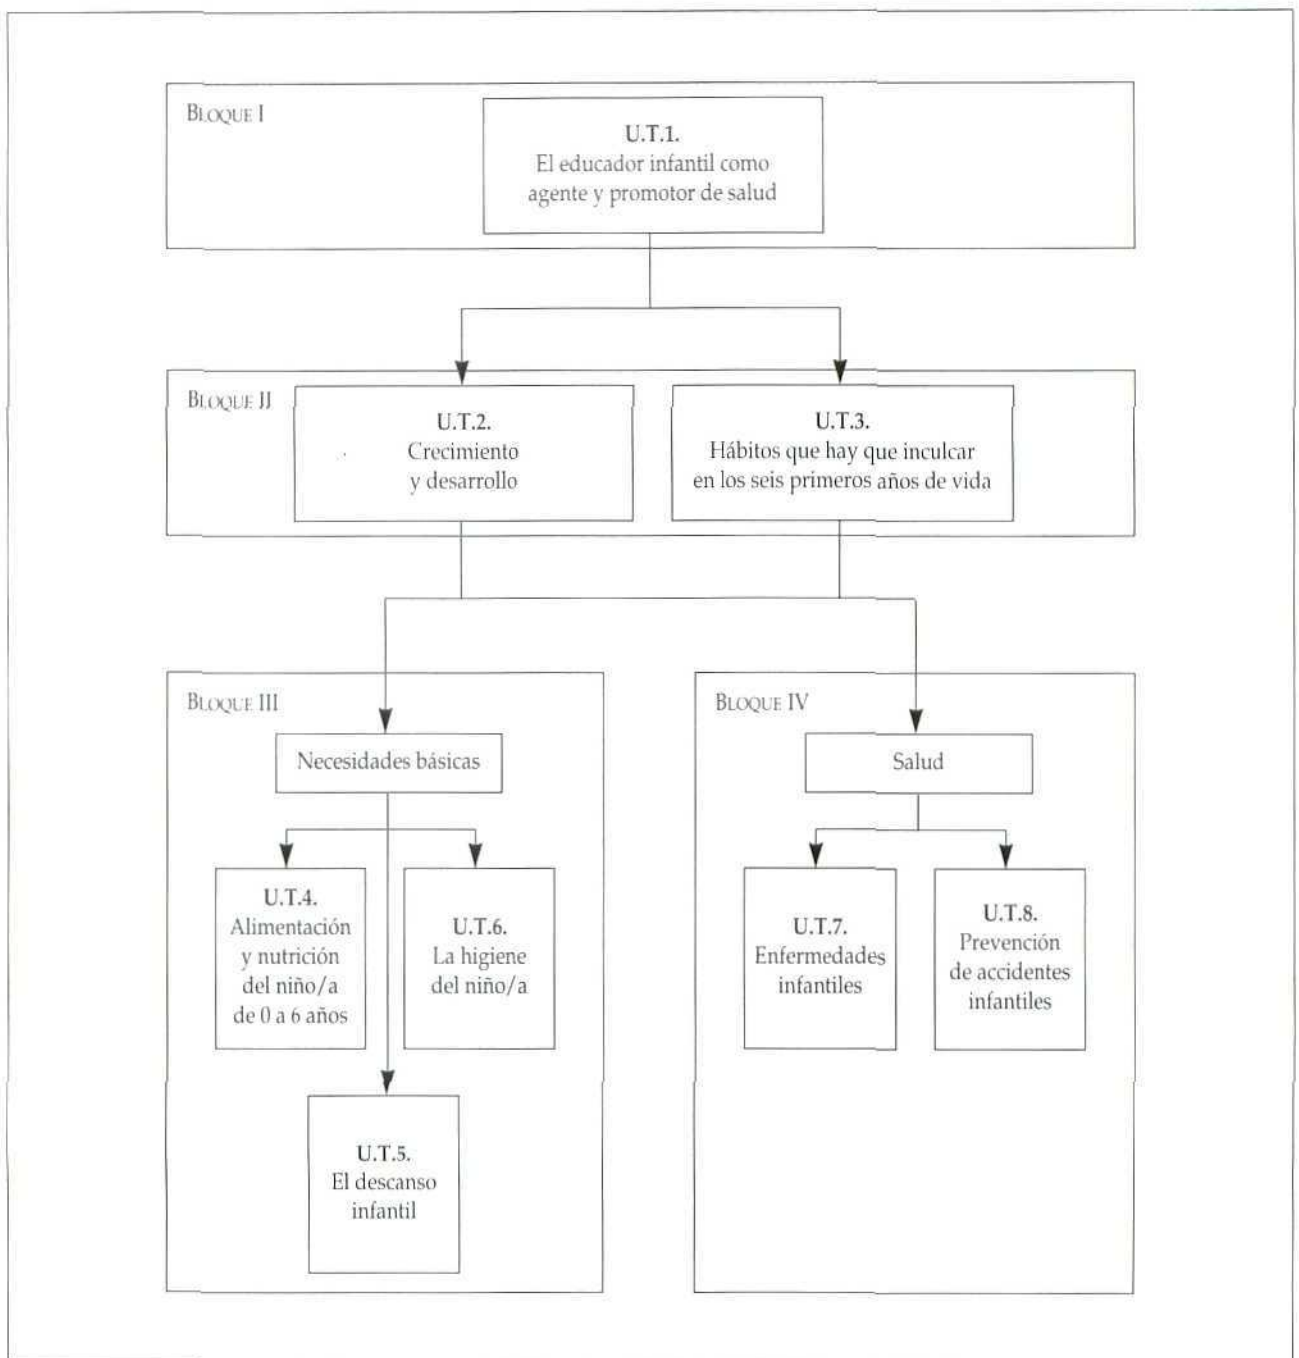 BLOQUE I
U.T.1.
El educador infantil como
agente y promotor de salud
BLOQUE II
U.T.2.
Crecimiento
y desarrollo
U.T.3.
Hábitos que hay que inculcar
en los seis primeros años de vida
BLOQUE III
Necesidades básicas
U.T.4.
Alimentación
y nutrición
del niño/a
de 0 a 6 años
U.T.6.
La higiene
del niño/a
U.T.5.
El descanso
infantil
BLOQUE IV
Salud
U.T.7.
Enfermedades
infantiles
U.T.8.
Prevención
de accidentes
infantiles